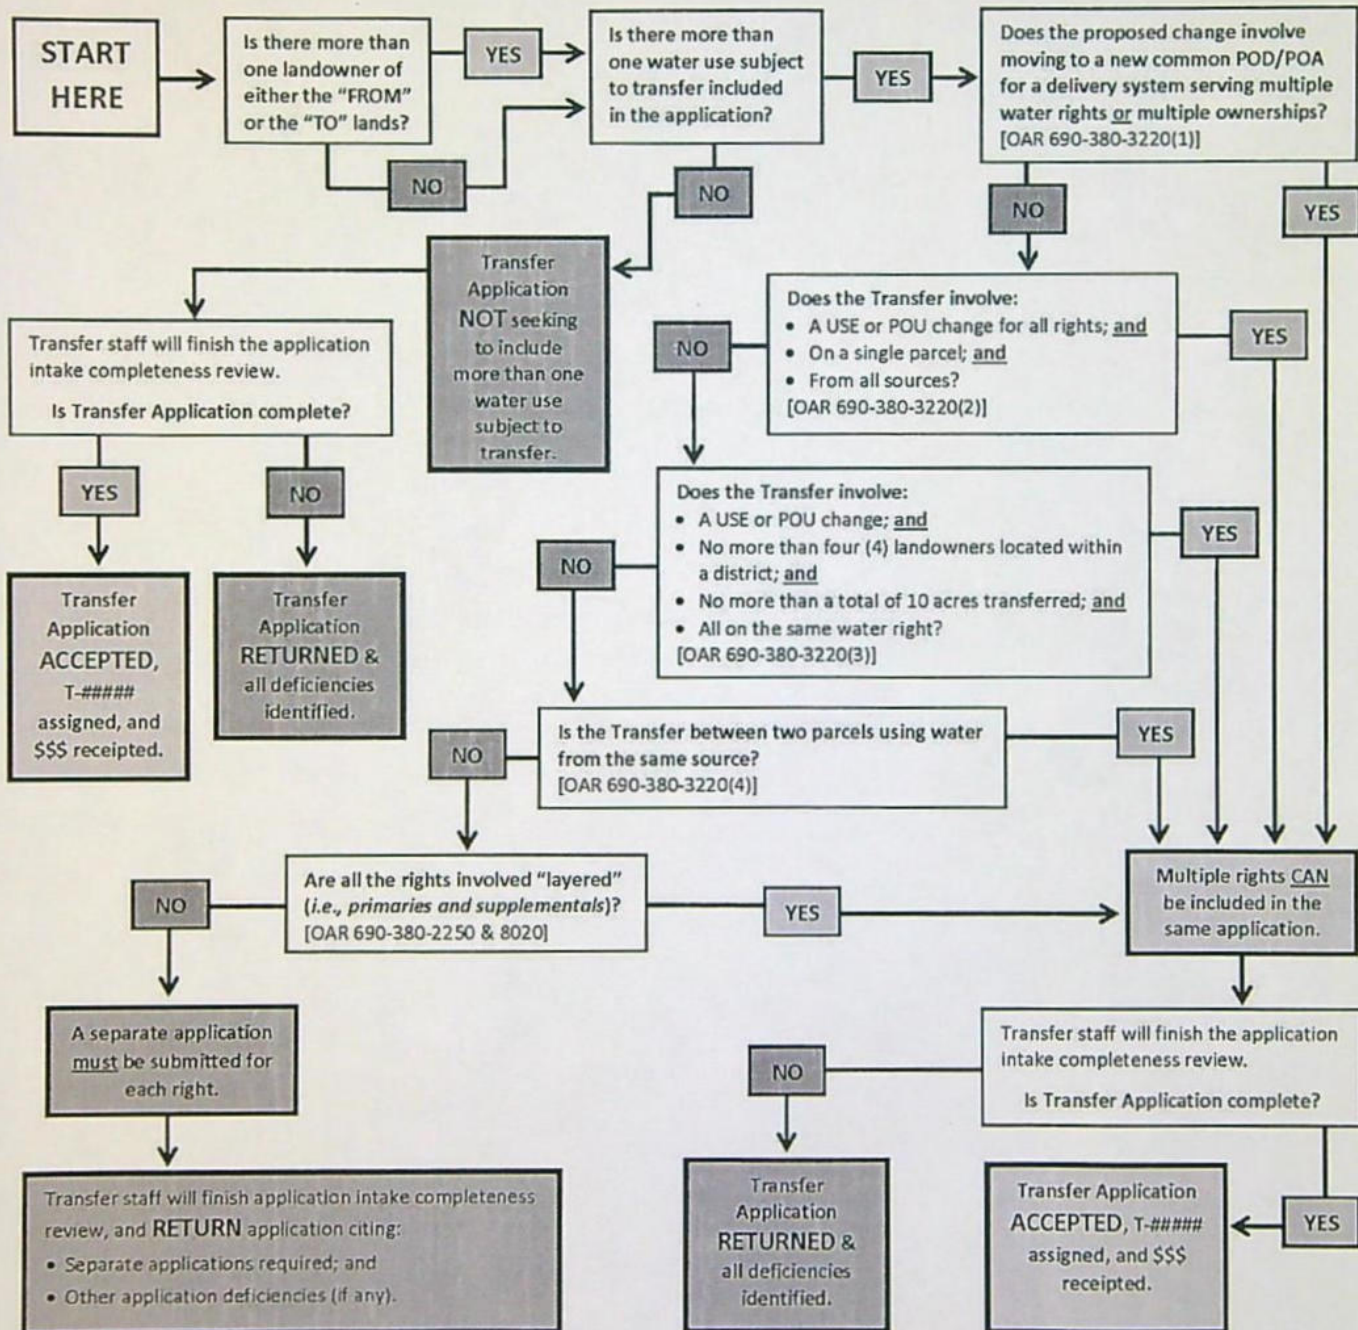 START
HERE
Is there more than
one landowner of
either the “FROM”
or the “TO” lands?
YES
NO
Is there more than
one water use subject
to transfer included
in the application?
YES
NO
Does the proposed change involve
moving to a new common POD/POA
for a delivery system serving multiple
water rights or multiple ownerships?
[OAR 690-380-3220(1)]
NO
YES
Transfer
Application
NOT seeking
to include
more than one
water use
subject to
transfer.
Transfer staff will finish the application
intake completeness review.
Is Transfer Application complete?
YES
NO
Transfer
Application
ACCEPTED,
T-#####
assigned, and
$$$ receipted.
Transfer
Application
RETURNED &
all deficiencies
identified.
Does the Transfer involve:
• A USE or POU change for all rights; and
• On a single parcel; and
• From all sources?
[OAR 690-380-3220(2)]
NO
YES
Does the Transfer involve:
• A USE or POU change; and
• No more than four (4) landowners located within
a district; and
• No more than a total of 10 acres transferred; and
• All on the same water right?
[OAR 690-380-3220(3)]
NO
YES
Is the Transfer between two parcels using water
from the same source?
[OAR 690-380-3220(4)]
NO
YES
Are all the rights involved “layered”
(i.e., primaries and supplementals)?
[OAR 690-380-2250 & 8020]
NO
YES
Multiple rights CAN
be included in the
same application.
A separate application
must be submitted for
each right.
Transfer staff will finish application intake completeness
review, and RETURN application citing:
• Separate applications required; and
• Other application deficiencies (if any).
Transfer staff will finish the application
intake completeness review.
Is Transfer Application complete?
NO
YES
Transfer
Application
RETURNED &
all deficiencies
identified.
Transfer Application
ACCEPTED, T-#####
assigned, and $$$
receipted.